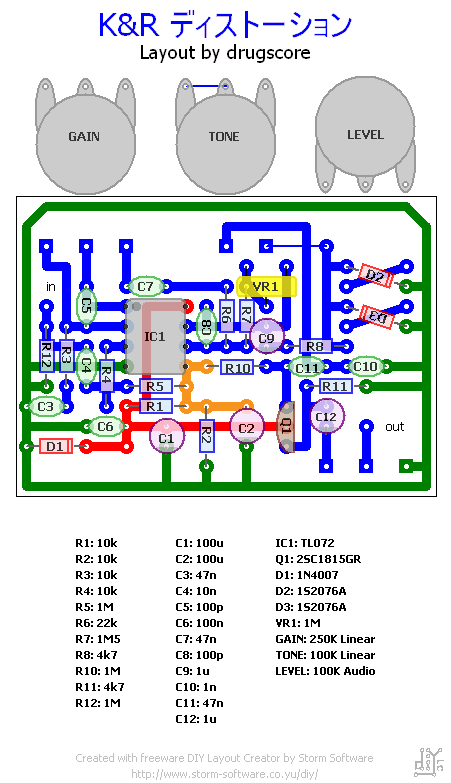 K&R ディストーション
Layout by drugscore
GAIN
TONE
LEVEL
in
C5
C7
VR1
D2
D3
IC1
C8
R6
R7
C9
R8
R12
R3
C4
R4
R10
C11
C10
R5
R11
C3
R1
C6
C1
R2
C2
Q1
C12
out
D1
R1: 10k
R2: 10k
R3: 10k
R4: 10k
R5: 1M
R6: 22k
R7: 1M5
R8: 4k7
R10: 1M
R11: 4k7
R12: 1M
C1: 100u
C2: 100u
C3: 47n
C4: 10n
C5: 100p
C6: 100n
C7: 47n
C8: 100p
C9: 1u
C10: 1n
C11: 47n
C12: 1u
IC1: TL072
Q1: 2SC1815GR
D1: 1N4007
D2: 1S2076A
D3: 1S2076A
VR1: 1M
GAIN: 250K Linear
TONE: 100K Linear
LEVEL: 100K Audio
Created with freeware DIY Layout Creator by Storm Software
http://www.storm-software.co.yu/diy/